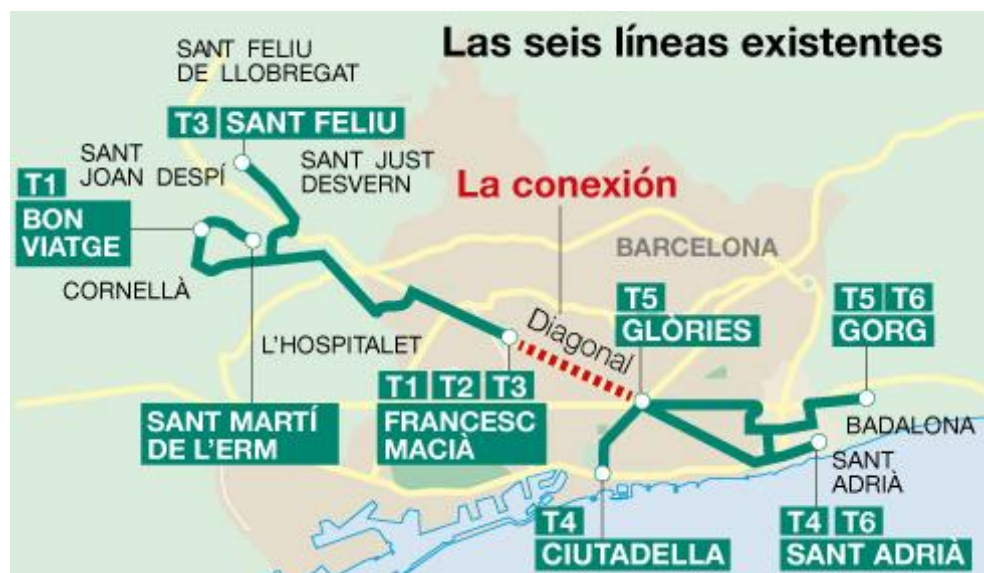 Las seis líneas existentes
SANT FELIU
DE LLOBREGAT
T3 SANT FELIU
SANT
JOAN DESPÍ
SANT JUST
DESVERN
T1
BON
VIATGE
La conexión
BARCELONA
CORNELLÀ
L'HOSPITALET
Diagonal
T5
GLÒRIES
T5 T6
GORG
T1 T2 T3
FRANCESC
MACIÀ
SANT MARTÍ
DE L'ERM
BADALONA
SANT
ADRIÀ
T4
CIUTADELLA
T4 T6
SANT ADRIÀ